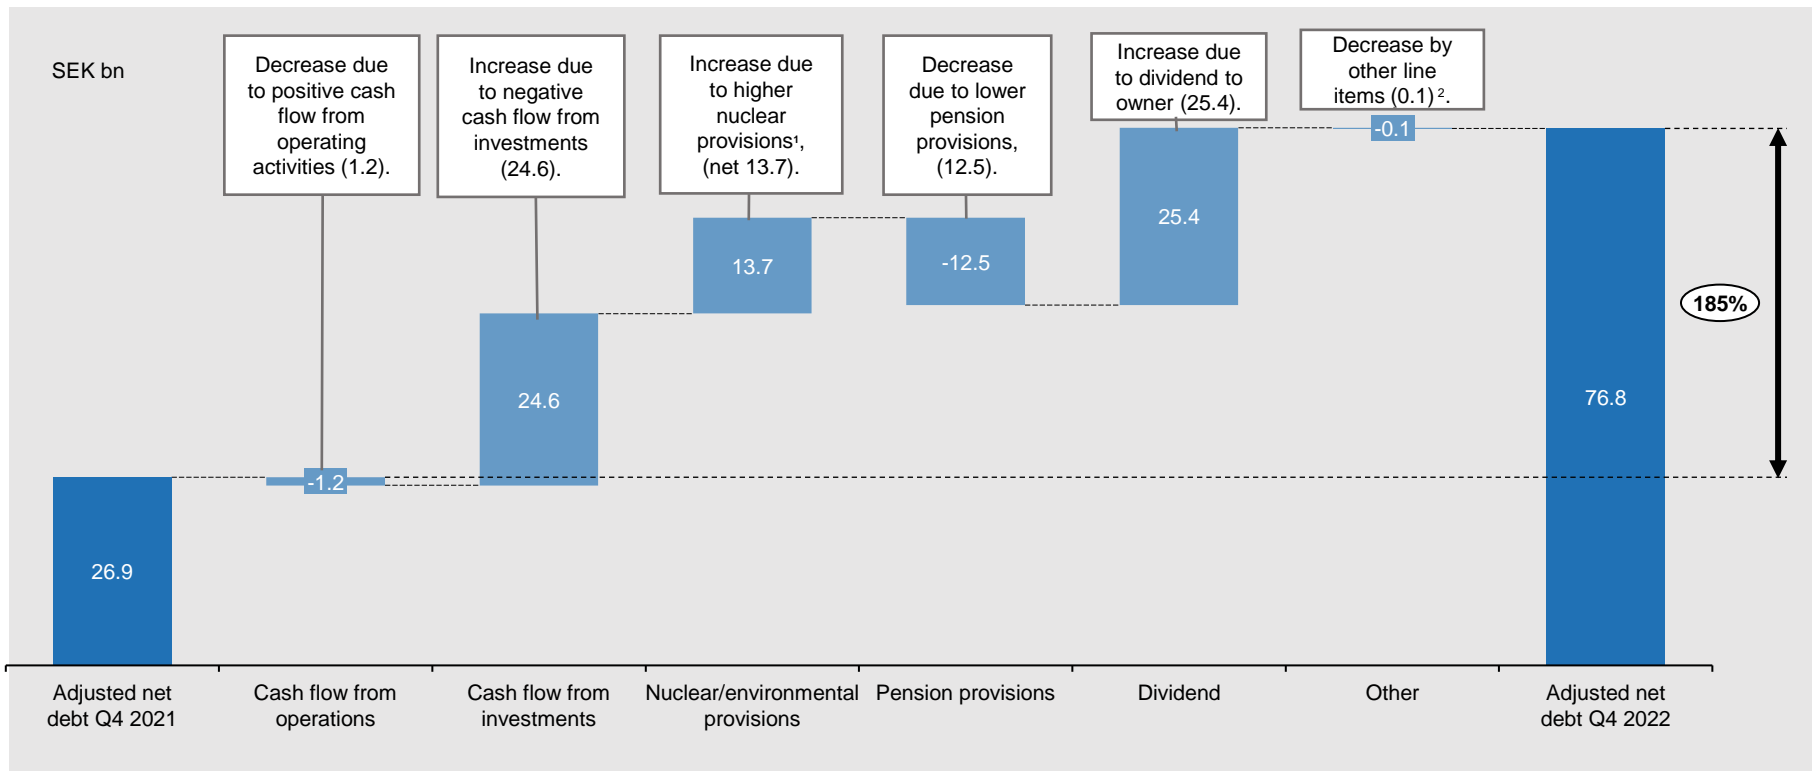 SEK bn
Decrease due
to positive cash
flow from
operating
activities (1.2).
Increase due
to negative
cash flow from
investments
(24.6).
Increase due
to higher
nuclear
provisions¹,
(net 13.7).
Decrease
due to lower
pension
provisions,
(12.5).
Increase due
to dividend to
owner (25.4).
Decrease by
other line
items (0.1) ².
26.9
-1.2
24.6
13.7
-12.5
25.4
-0.1
76.8
185%
Adjusted net
debt Q4 2021
Cash flow from
operations
Cash flow from
investments
Nuclear/environmental
provisions
Pension provisions
Dividend
Other
Adjusted net
debt Q4 2022